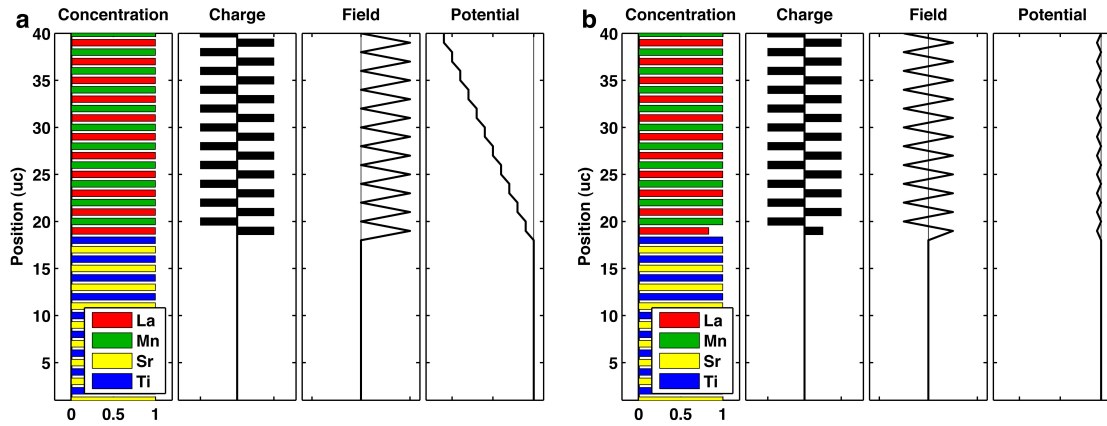 a
Concentration Charge Field Potential
Position (uc)
40
35
30
25
20
15
10
5
La
Mn
Sr
Ti
0 0.5 1
b
Concentration Charge Field Potential
Position (uc)
40
35
30
25
20
15
10
5
La
Mn
Sr
Ti
0 0.5 1